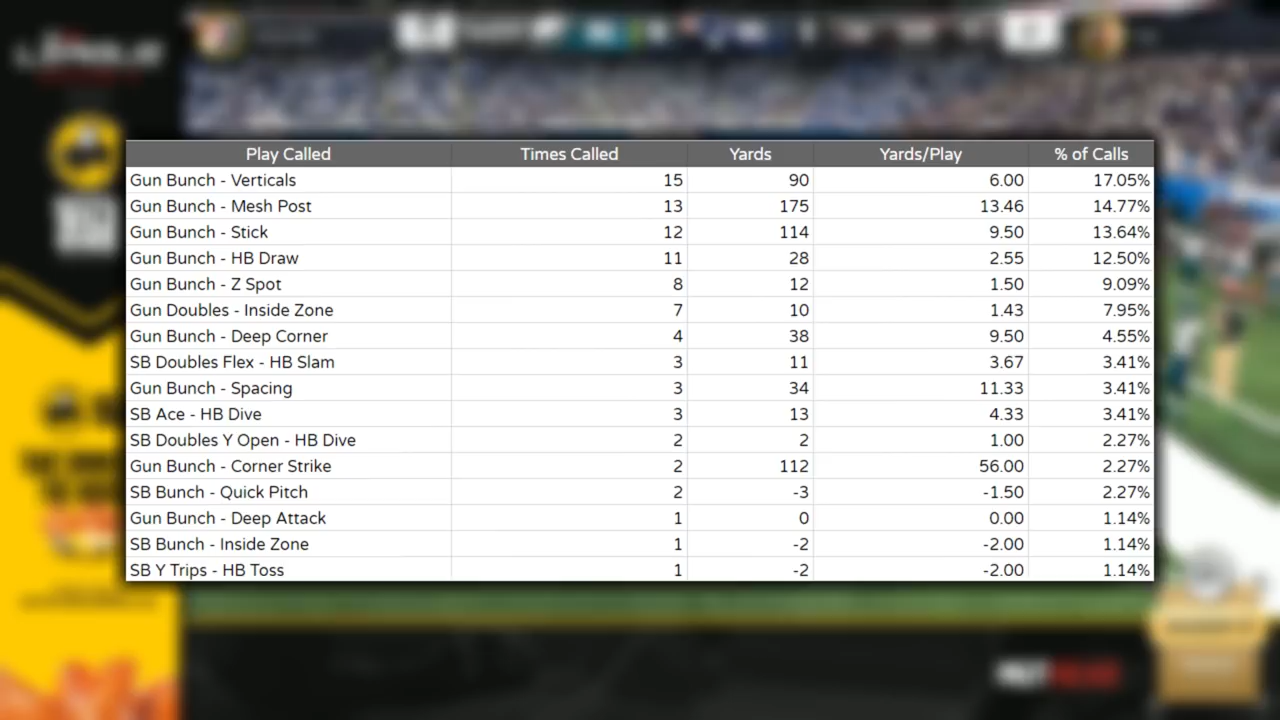 Play Called Times Called Yards Yards/Play % of Calls
Gun Bunch - Verticals 15 90 6.00 17.05%
Gun Bunch - Mesh Post 13 175 13.46 14.77%
Gun Bunch - Stick 12 114 9.50 13.64%
Gun Bunch - HB Draw 11 28 2.55 12.50%
Gun Bunch - Z Spot 8 12 1.50 9.09%
Gun Doubles - Inside Zone 7 10 1.43 7.95%
Gun Bunch - Deep Corner 4 38 9.50 4.55%
SB Doubles Flex - HB Slam 3 11 3.67 3.41%
Gun Bunch - Spacing 3 34 11.33 3.41%
SB Ace - HB Dive 3 13 4.33 3.41%
SB Doubles Y Open - HB Dive 2 2 1.00 2.27%
Gun Bunch - Corner Strike 2 112 56.00 2.27%
SB Bunch - Quick Pitch 2 -3 -1.50 2.27%
Gun Bunch - Deep Attack 1 0 0.00 1.14%
SB Bunch - Inside Zone 1 -2 -2.00 1.14%
SB Y Trips - HB Toss 1 -2 -2.00 1.14%